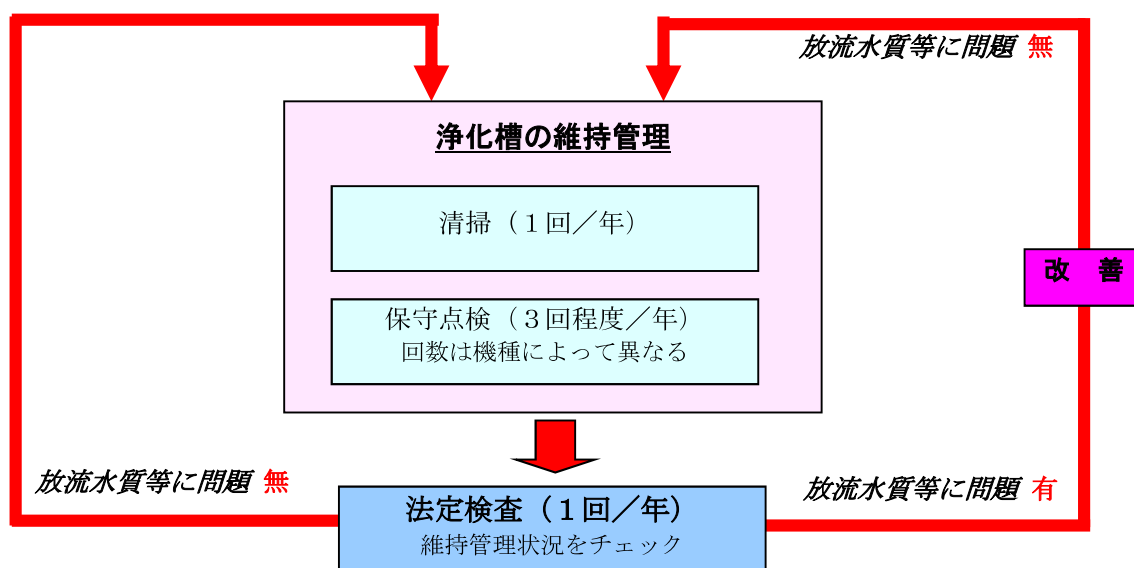 放流水質等に問題 無
浄化槽の維持管理
清掃（１回／年）
改　善
保守点検（３回程度／年）
回数は機種によって異なる
放流水質等に問題 無
放流水質等に問題 有
法定検査（１回／年）
維持管理状況をチェック